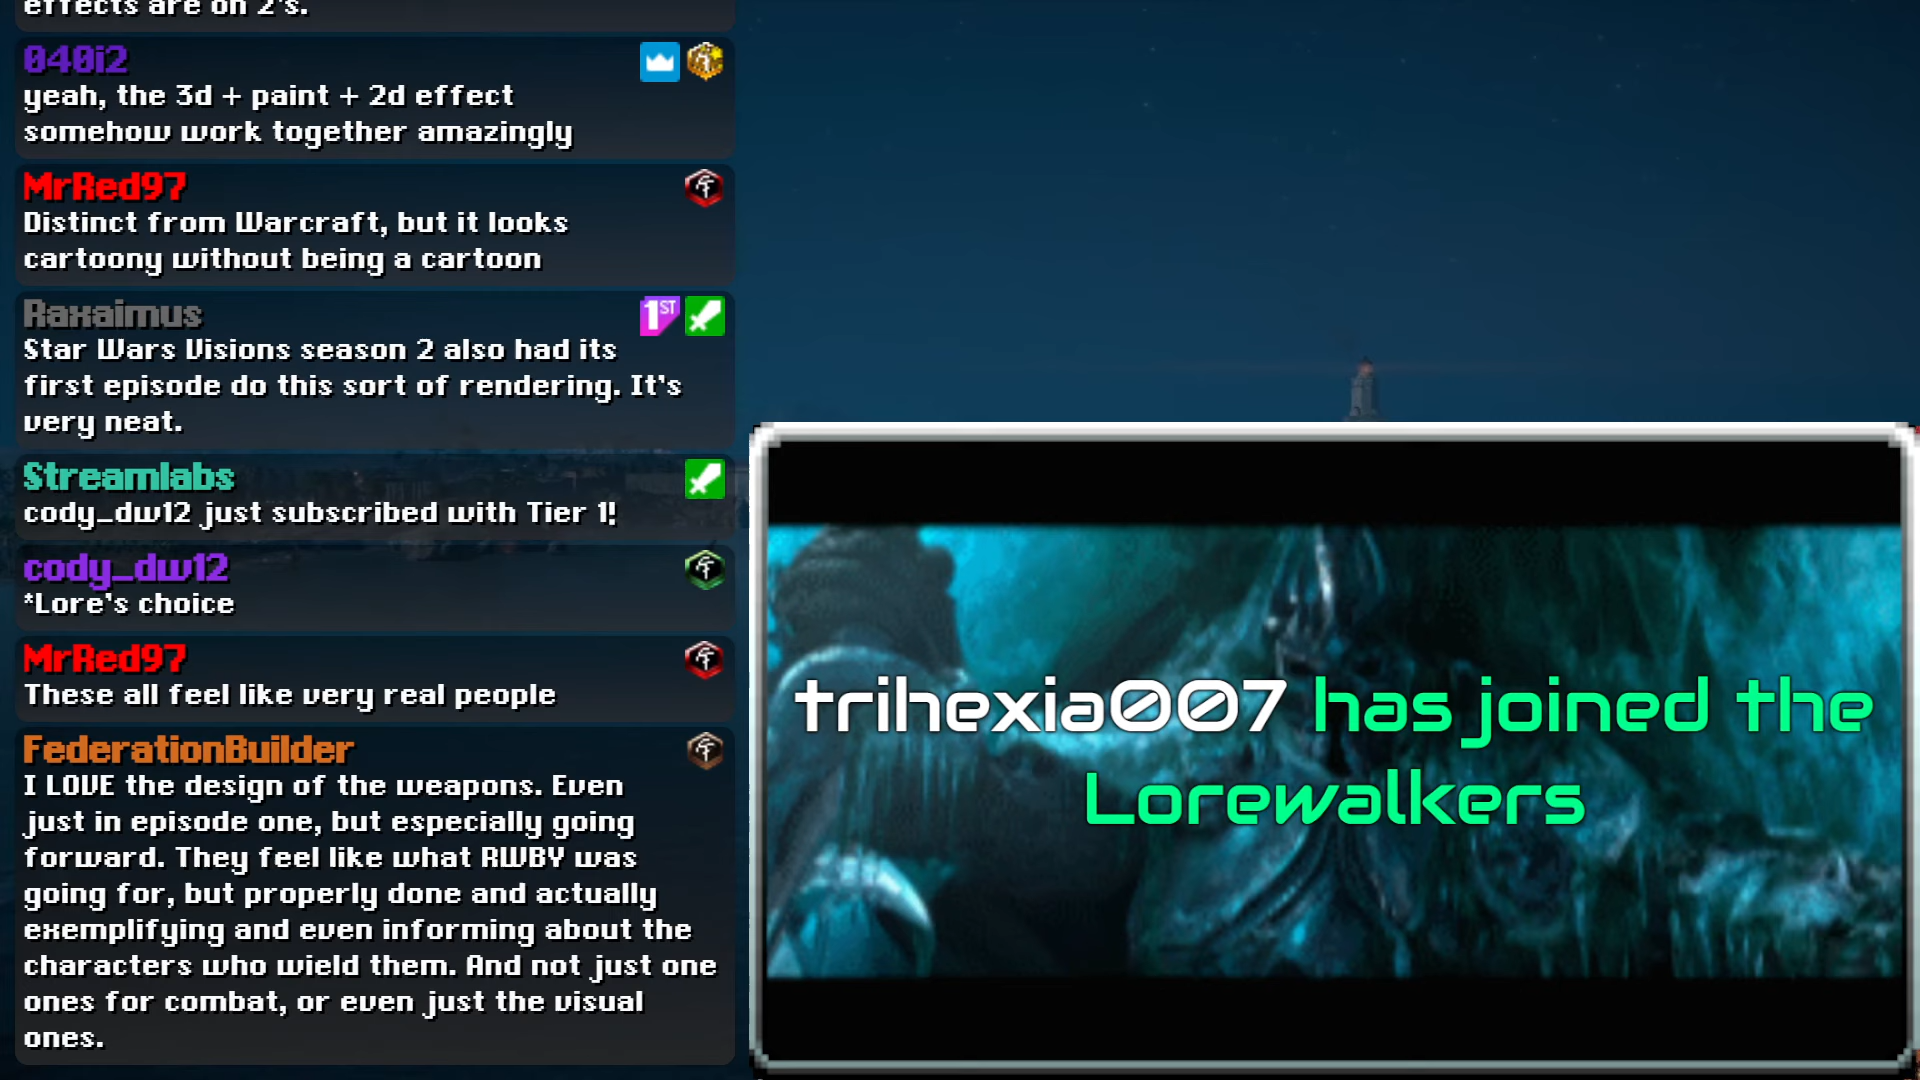 effects are on 2's.
040i2
yeah, the 3d + paint + 2d effect
somehow work together amazingly
MrRed97
Distinct from Warcraft, but it looks
cartoony without being a cartoon
Raxaimus
1ST
Star Wars Visions season 2 also had its
first episode do this sort of rendering. It's
very neat.
Streamlabs
cody_dw12 just subscribed with Tier 1!
cody_dw12
*Lore's choice
MrRed97
These all feel like very real people
FederationBuilder
I LOVE the design of the weapons. Even
just in episode one, but especially going
forward. They feel like what RWBY was
going for, but properly done and actually
exemplifying and even informing about the
characters who wield them. And not just one
ones for combat, or even just the visual
ones.
trihexia007 has joined the
Lorewalkers